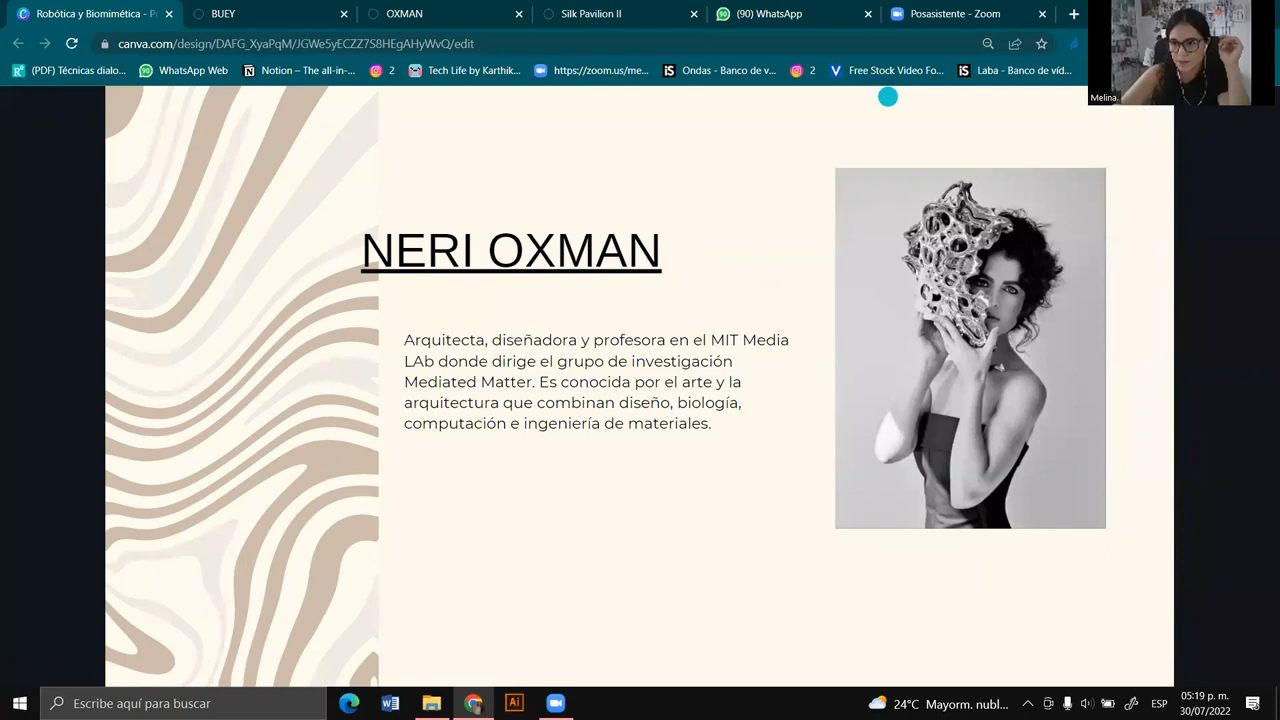 Robótica y Biomimética - P
BUEY
OXMAN
Silk Pavilion II
(90) WhatsApp
Posasistente - Zoom
canva.com/design/DAFG_XyaPqM/JGWe5yECZZ7S8HEgAHyWvQ/edit
(PDF) Técnicas dialo...
WhatsApp Web
Notion – The all-in-...
2
Tech Life by Karthik...
https://zoom.us/me...
Ondas - Banco de v...
2
Free Stock Video Fo...
Laba - Banco de víd...
Melina
NERI OXMAN
Arquitecta, diseñadora y profesora en el MIT Media
LAb donde dirige el grupo de investigación
Mediated Matter. Es conocida por el arte y la
arquitectura que combinan diseño, biología,
computación e ingeniería de materiales.
Escribe aquí para buscar
24°C Mayorm. nubl...
ESP
05:19 p. m.
30/07/2022